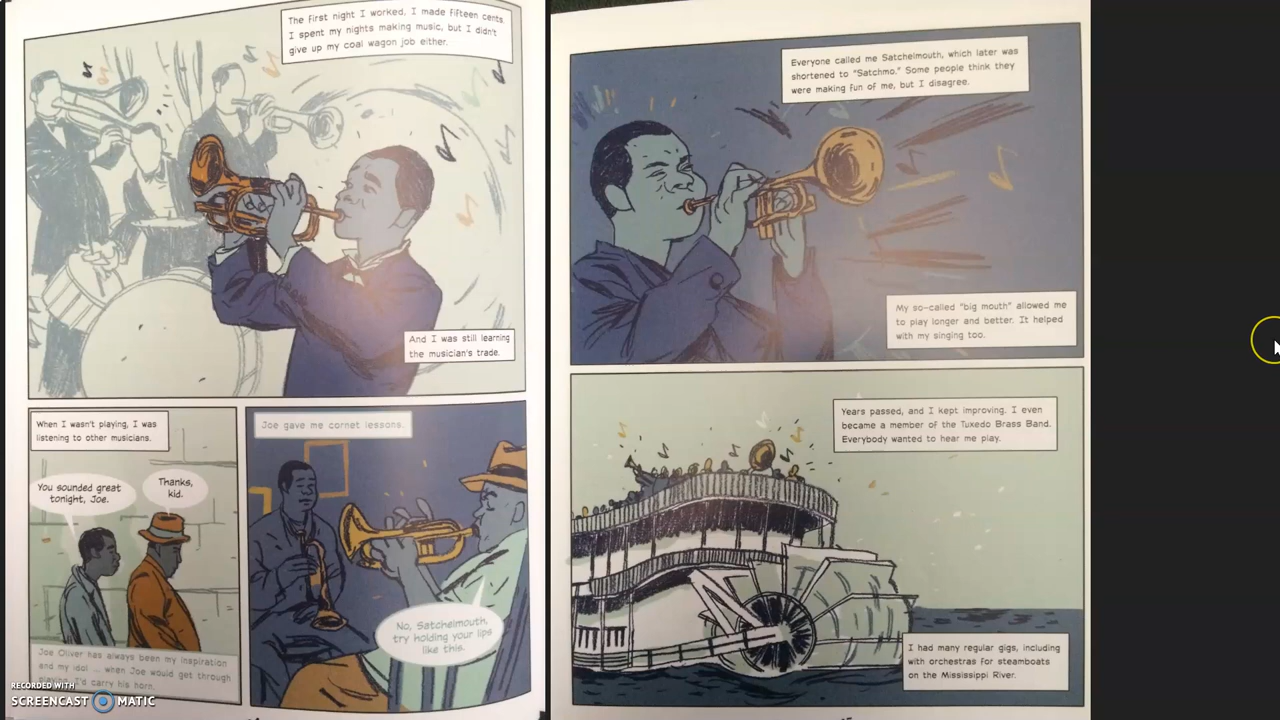 The first night I worked, I made fifteen cents.
I spent my nights making music, but I didn't
give up my coal wagon job either.
And I was still learning
the musician's trade.
When I wasn't playing, I was
listening to other musicians.
You sounded great
tonight, Joe.
Thanks,
kid.
Joe Oliver has always been my inspiration
and my idol ... when Joe would get through
playing, I'd carry his horn.
Joe gave me cornet lessons.
No, Satchelmouth,
try holding your lips
like this.
Everyone called me Satchelmouth, which later was
shortened to "Satchmo." Some people think they
were making fun of me, but I disagree.
My so-called "big mouth" allowed me
to play longer and better. It helped
with my singing too.
Years passed, and I kept improving. I even
became a member of the Tuxedo Brass Band.
Everybody wanted to hear me play.
I had many regular gigs, including
with orchestras for steamboats
on the Mississippi River.
RECORDED WITH
SCREENCAST MATIC